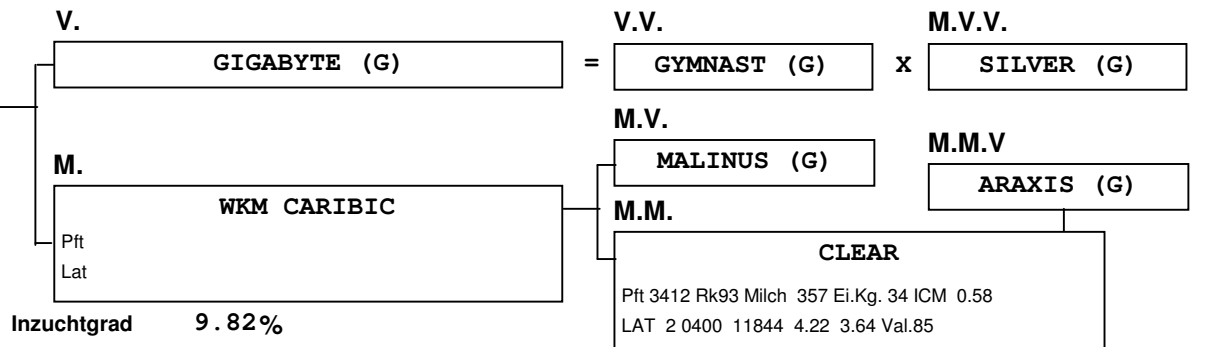 V.
V.V.
M.V.V.
GIGABYTE (G)
=
GYMNAST (G)
X
SILVER (G)
M.V.
MALINUS (G)
M.M.V
ARAXIS (G)
M.
WKM CARIBIC
Pft
Lat
M.M.
CLEAR
Pft 3412 Rk93 Milch 357 Ei.Kg. 34 ICM 0.58
LAT 2 0400 11844 4.22 3.64 Val.85
Inzuchtgrad 9.82%